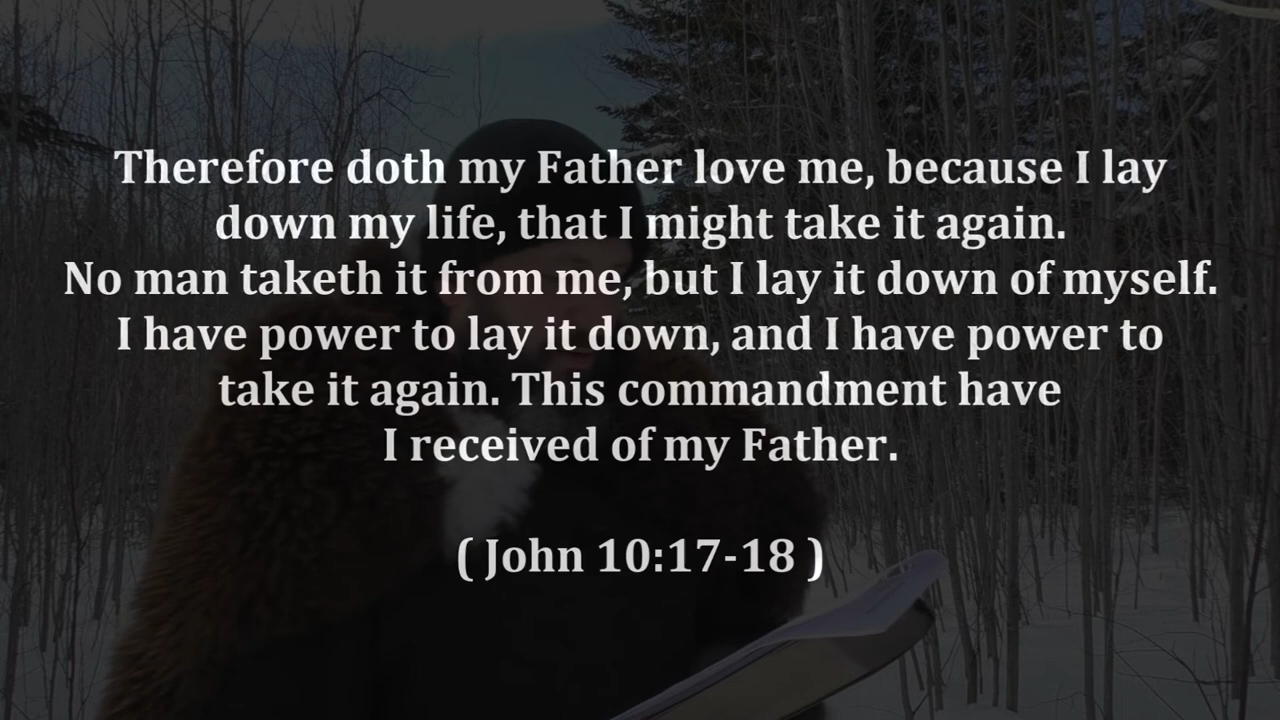 Therefore doth my Father love me, because I lay
down my life, that I might take it again.
No man taketh it from me, but I lay it down of myself.
I have power to lay it down, and I have power to
take it again. This commandment have
I received of my Father.
( John 10:17-18 )